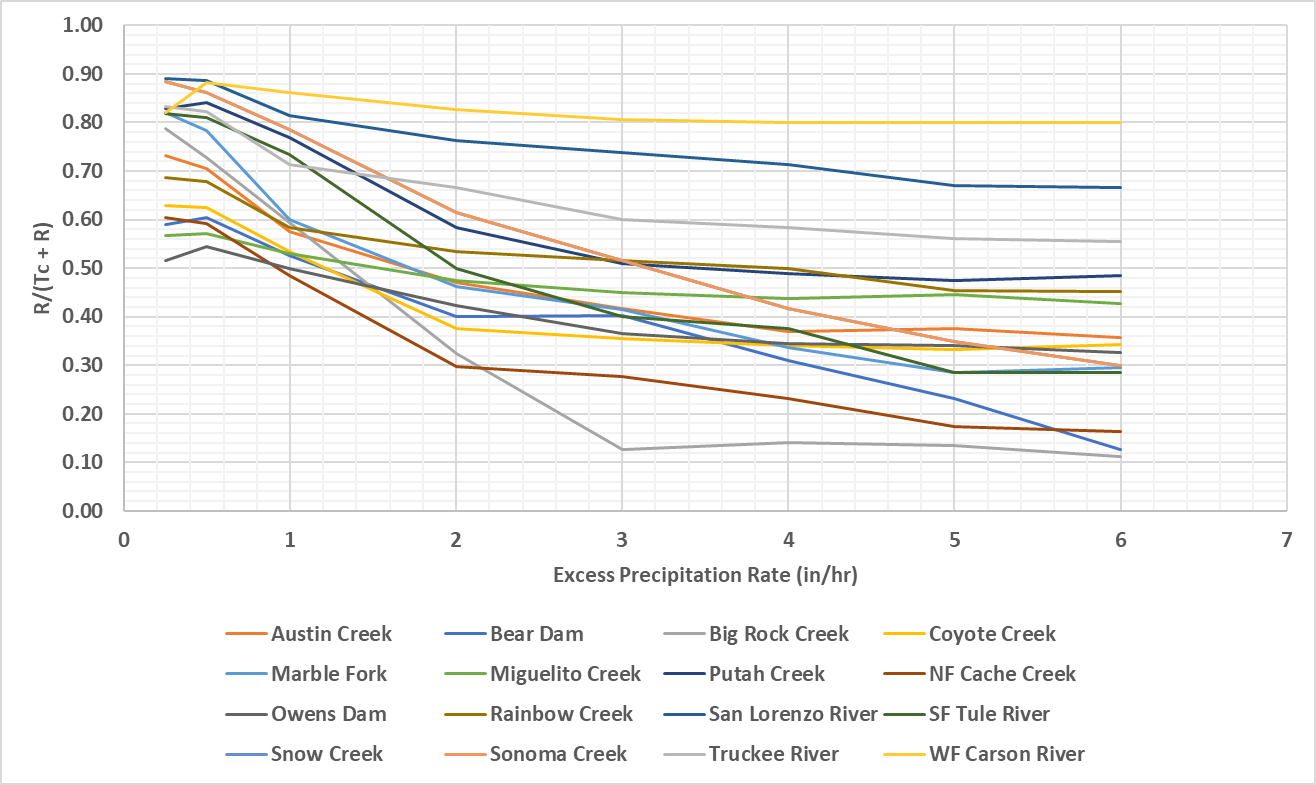 1.00
0.90
0.80
0.70
0.60
0.50
0.40
0.30
0.20
0.10
0.00
R/(Tc + R)
0 1 2 3 4 5 6 7
Excess Precipitation Rate (in/hr)
Austin Creek Bear Dam Big Rock Creek Coyote Creek
Marble Fork Miguelito Creek Putah Creek NF Cache Creek
Owens Dam Rainbow Creek San Lorenzo River SF Tule River
Snow Creek Sonoma Creek Truckee River WF Carson River